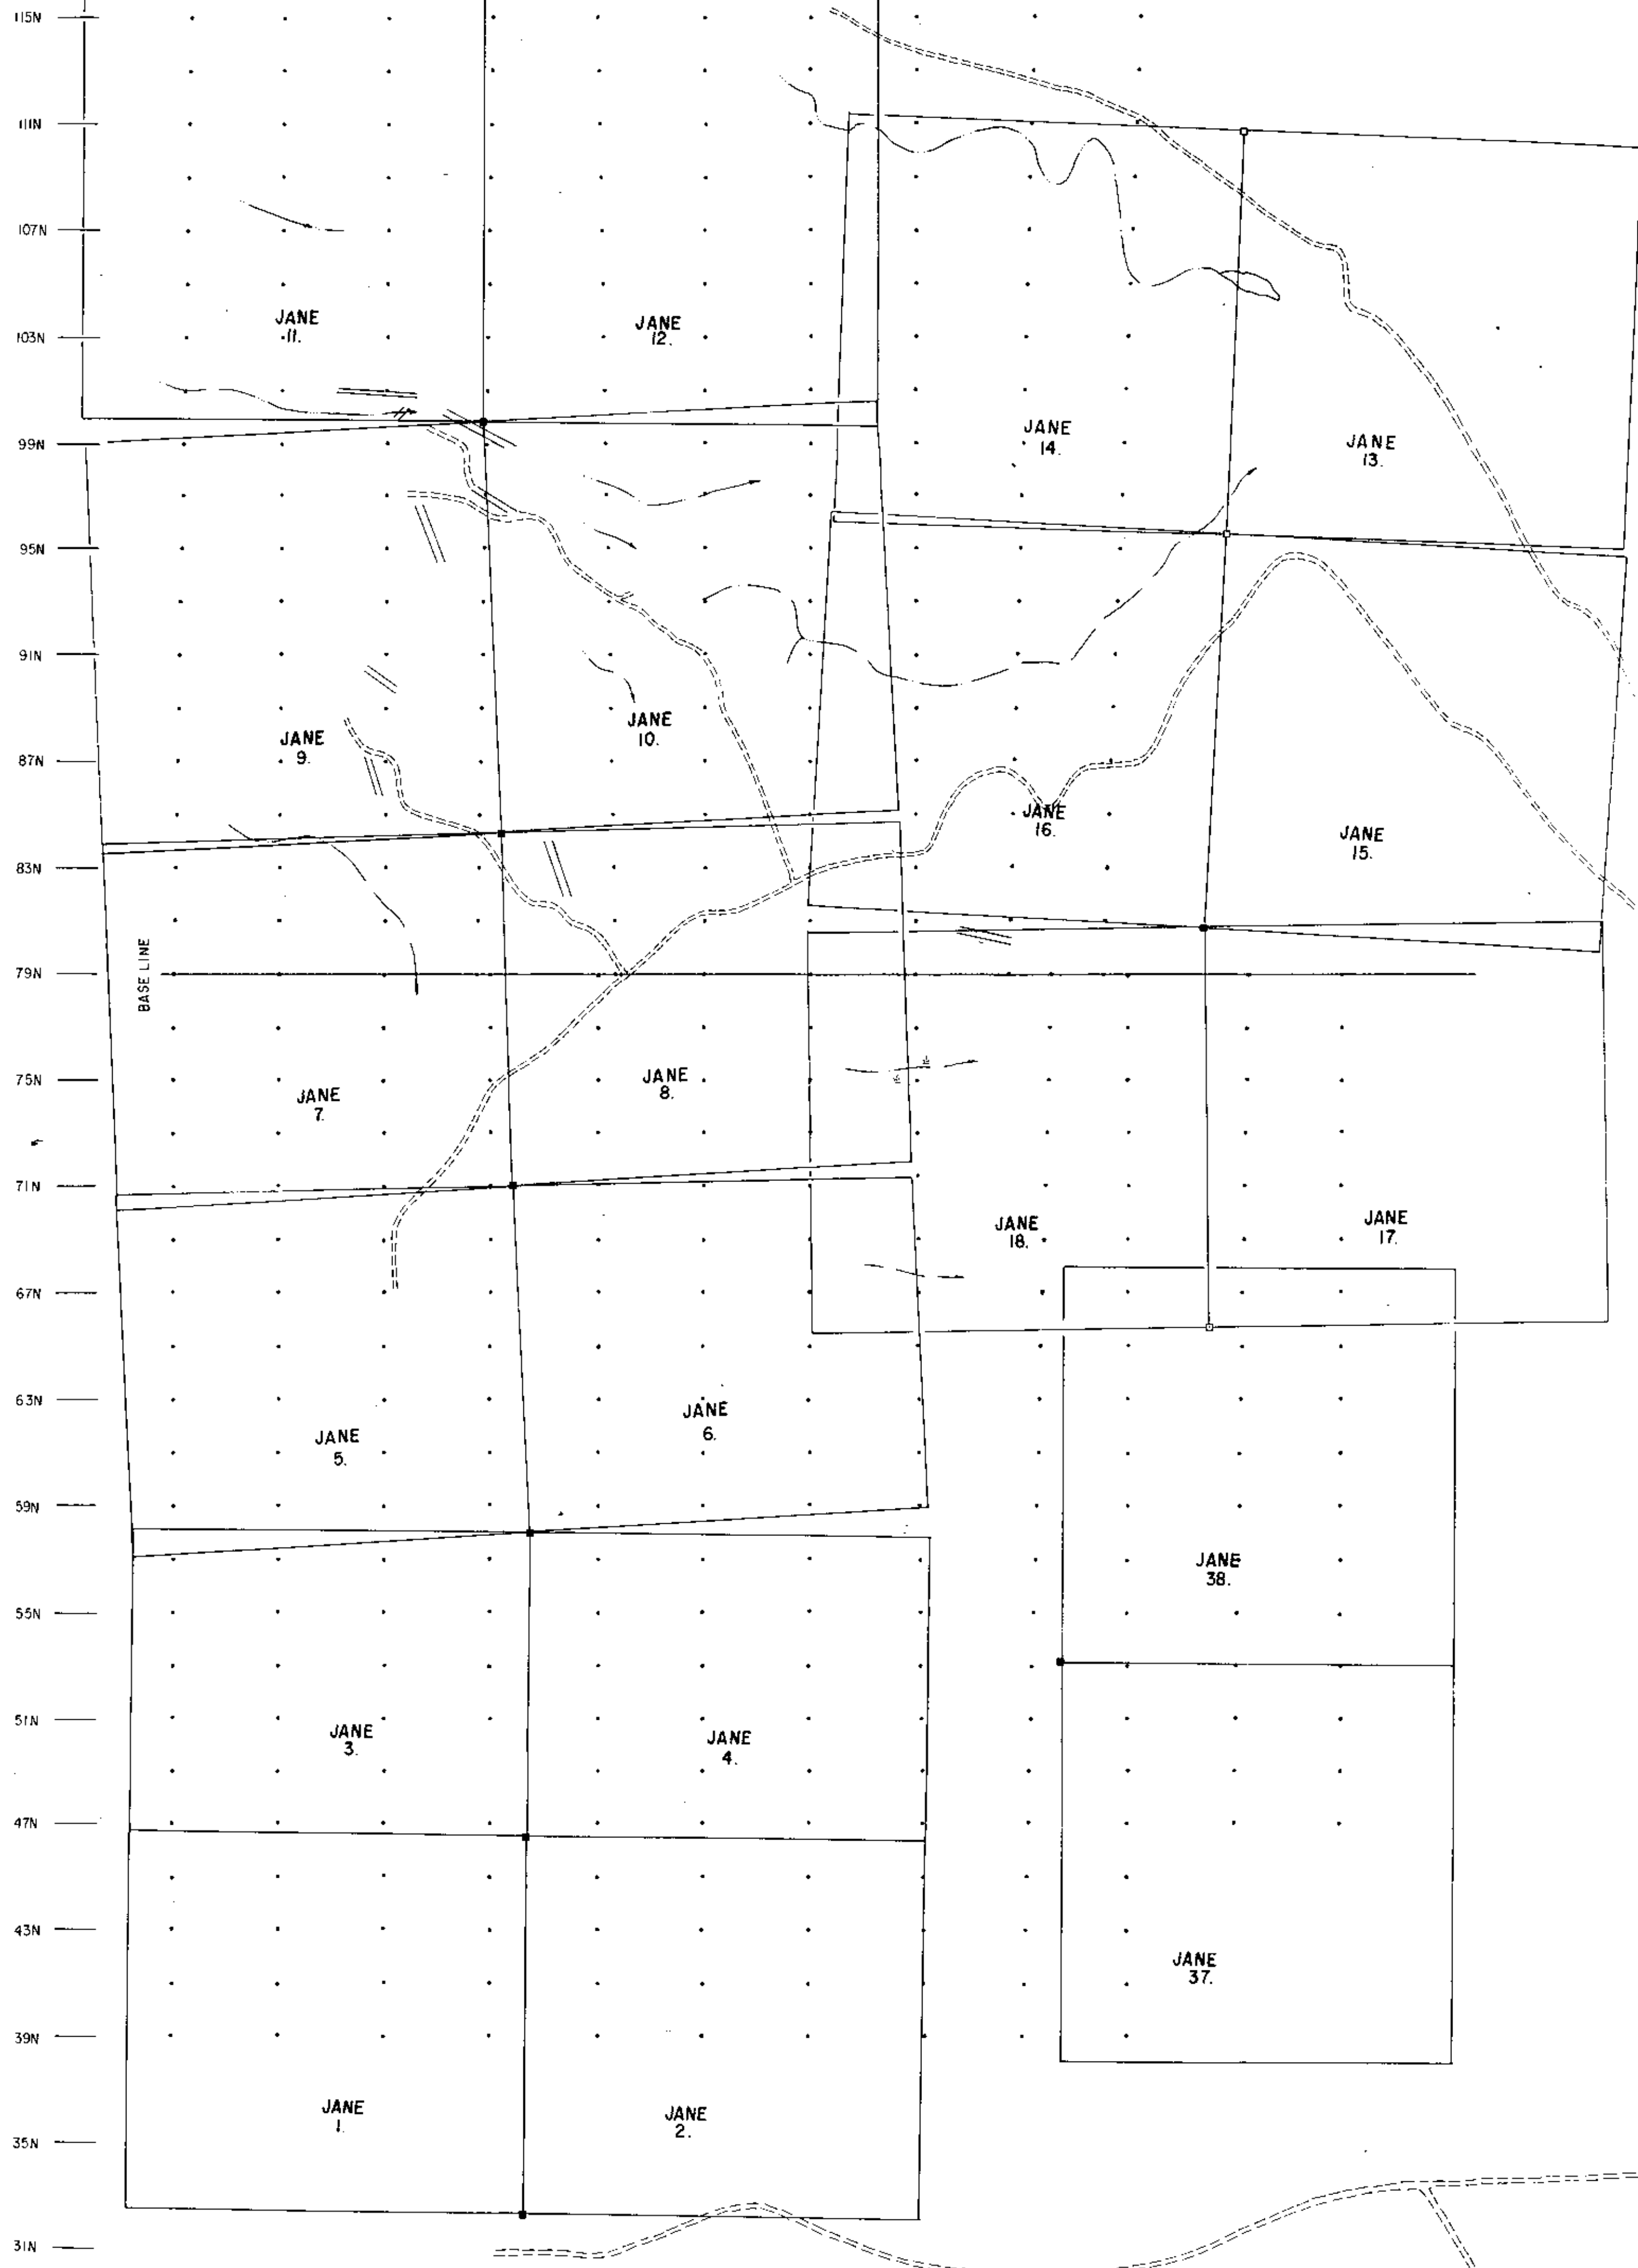 115N
111N
107N
JANE
11.
JANE
12.
103N
JANE
14.
JANE
13.
99N
95N
91N
JANE
10.
JANE
9.
87N
JANE
16.
JANE
15.
83N
BASE LINE
79N
75N
JANE
7.
JANE
8.
71N
JANE
18.
JANE
17.
67N
63N
JANE
5.
JANE
6.
59N
JANE
38.
55N
51N
JANE
3.
JANE
4.
47N
43N
JANE
37.
39N
JANE
1.
JANE
2.
35N
31N